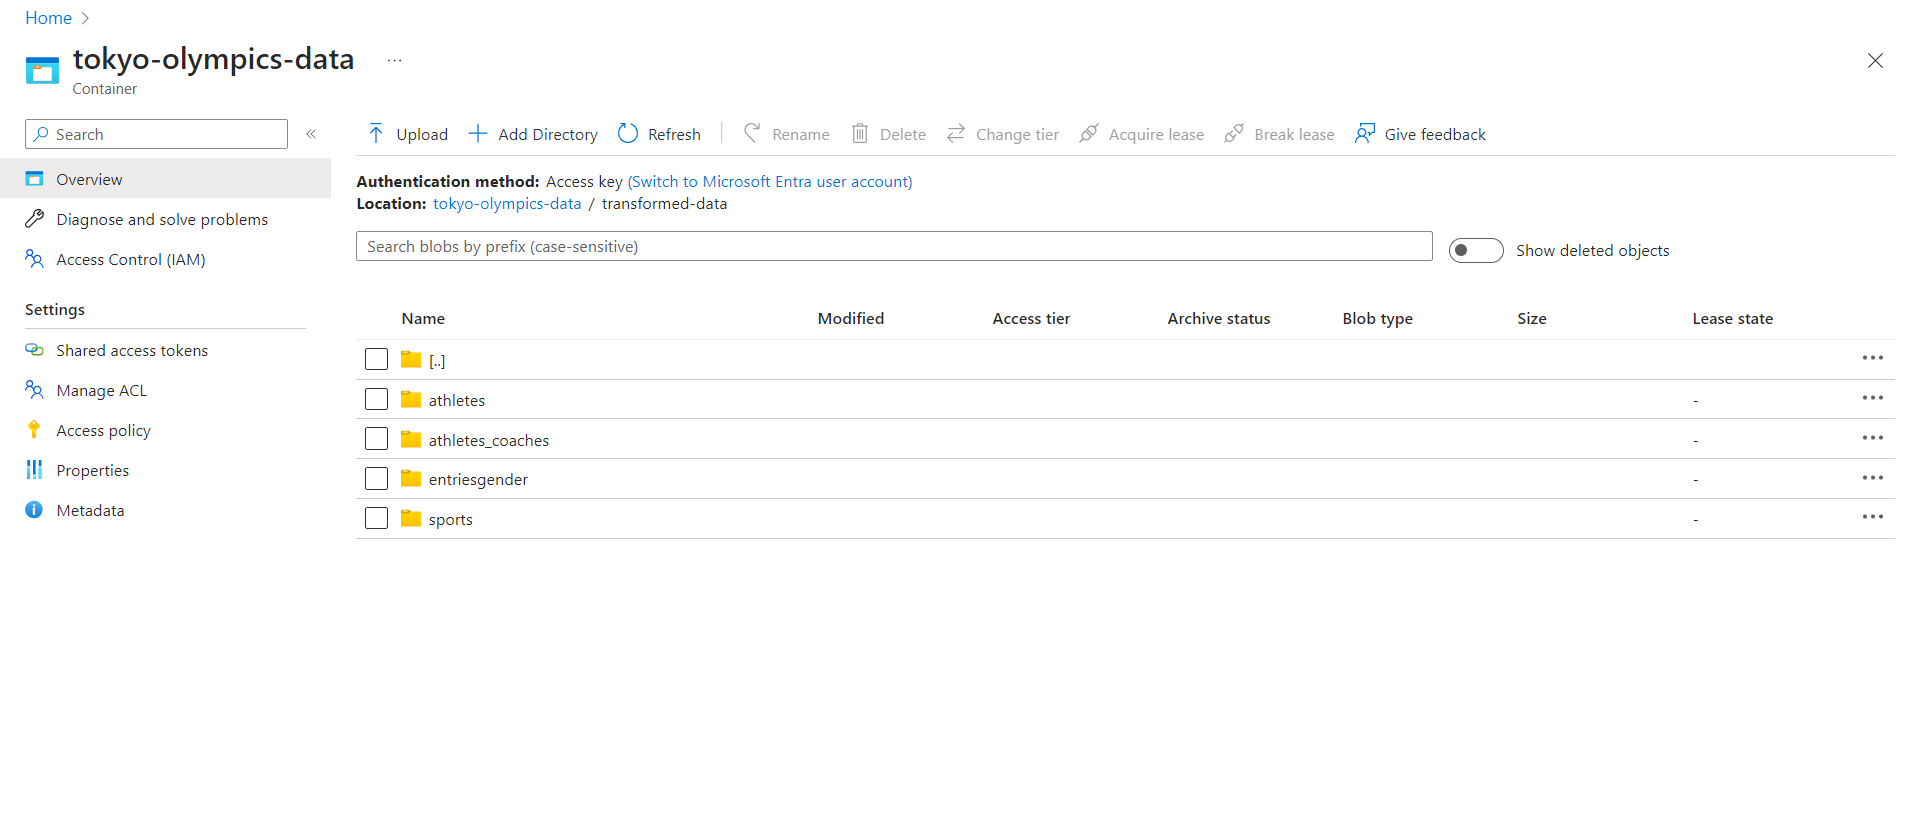 Home
tokyo-olympics-data ...
Container
Search
Upload Add Directory Refresh Rename Delete Change tier Acquire lease Break lease Give feedback
Overview
Diagnose and solve problems
Access Control (IAM)
Settings
Shared access tokens
Manage ACL
Access policy
Properties
Metadata
Authentication method: Access key (Switch to Microsoft Entra user account)
Location: tokyo-olympics-data / transformed-data
Search blobs by prefix (case-sensitive)
Show deleted objects
Name Modified Access tier Archive status Blob type Size Lease state
[..]
athletes -
athletes_coaches -
entriesgender -
sports -